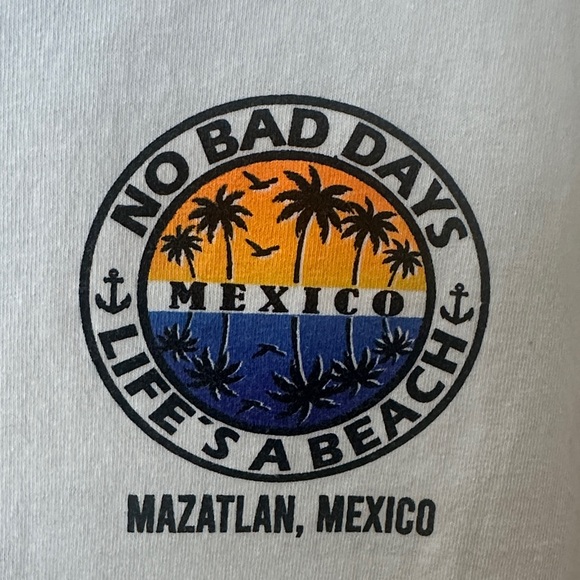 NO BAD DAYS
MEXICO
LIFE'S A BEACH
MAZATLAN, MEXICO